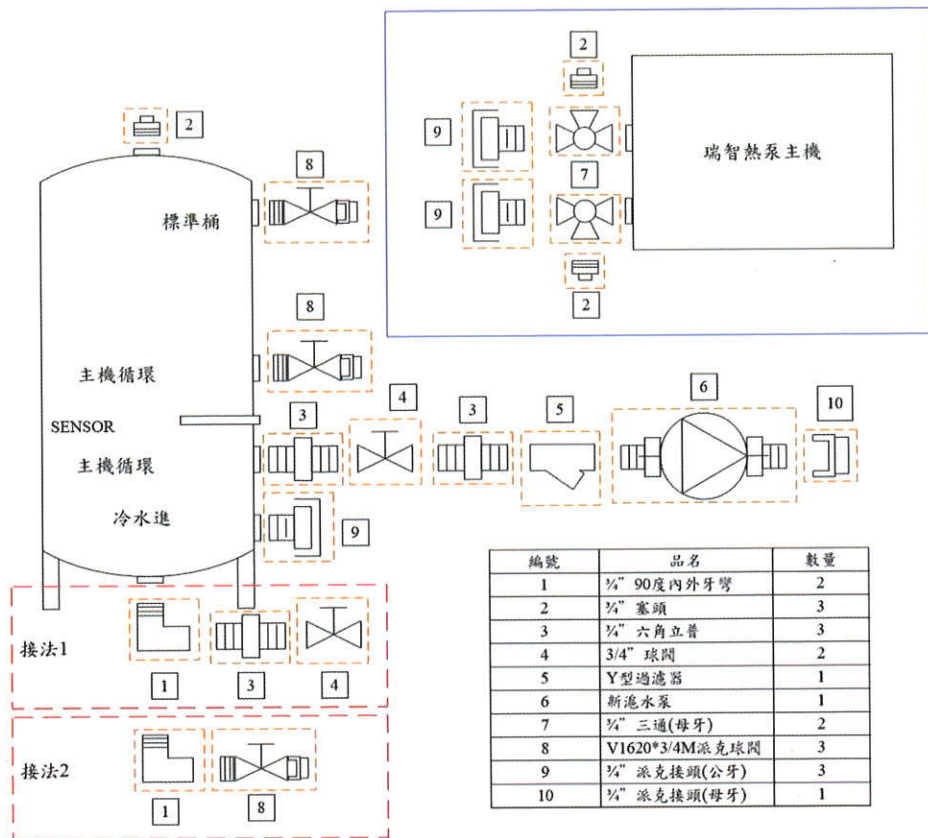 2
2
8
9
瑞智熱泵主機
7
標準桶
9
2
8
主機循環
SENSOR
3
4
3
5
6
10
主機循環
冷水進
9
接法1
1
3
4
接法2
1
8
編號 品名 數量
1 ¾” 90度內外牙彎 2
2 ¾” 塞頭 3
3 ¾” 六角立普 3
4 3/4” 球閥 2
5 Y型過濾器 1
6 新滬水泵 1
7 ¾” 三通(母牙) 2
8 V1620*3/4M派克球閥 3
9 ¾” 派克接頭(公牙) 3
10 ¾” 派克接頭(母牙) 1